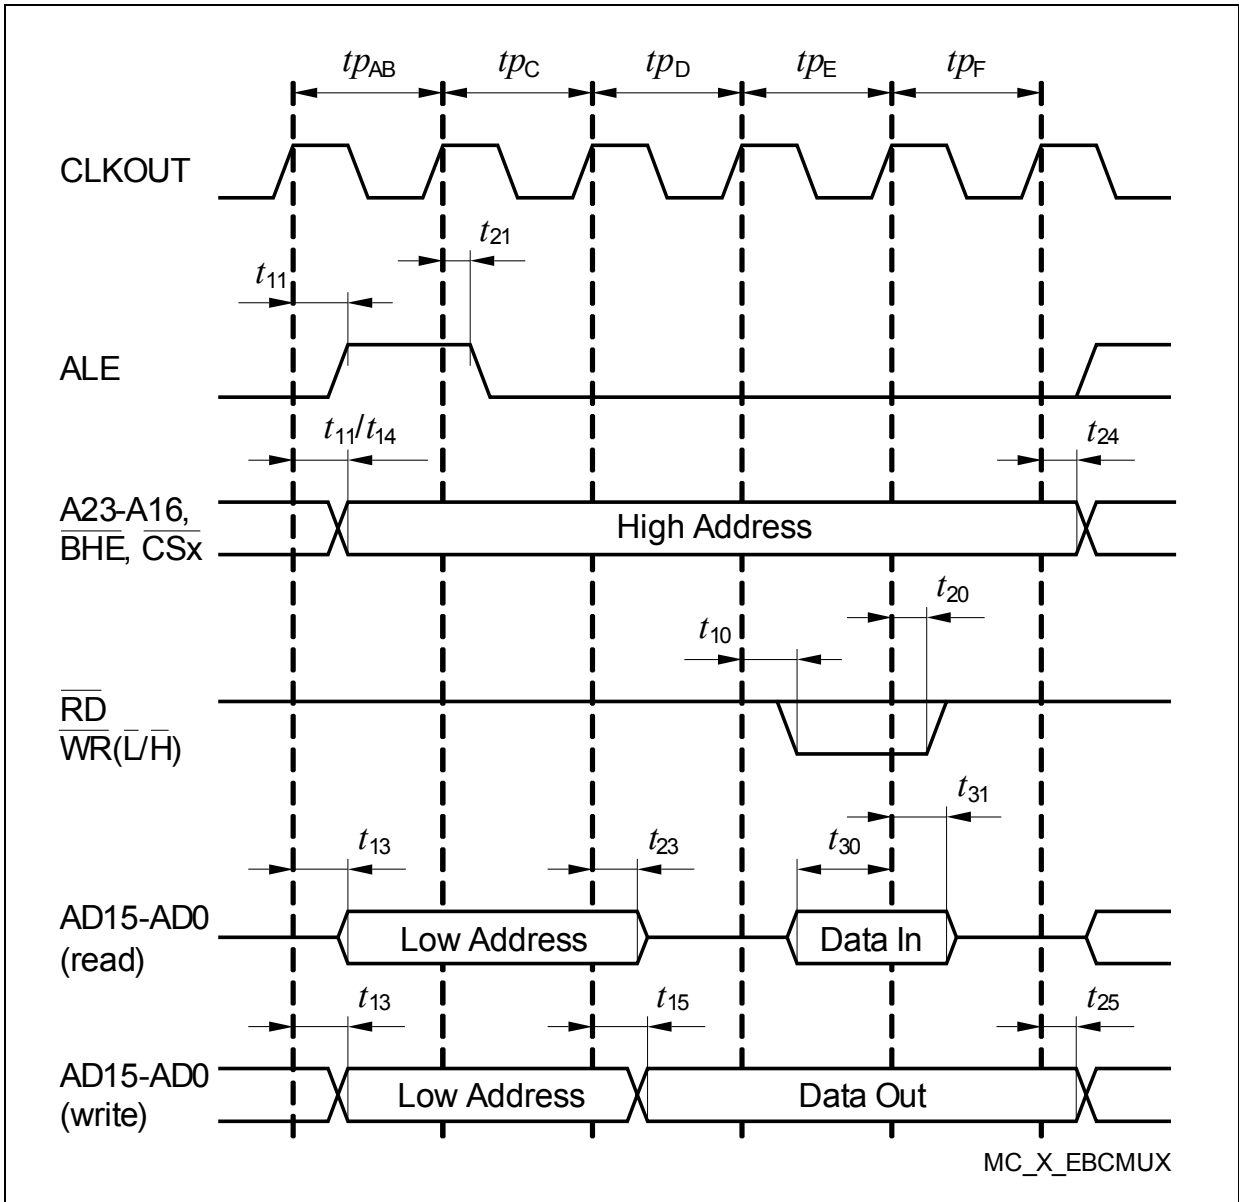 tpAB tpC tpD tpE tpF
CLKOUT
t21
t11
ALE
t11/t14 t24
A23-A16,
BHE, CSx
High Address
t20
t10
RD
WR(L/H)
t31
t13 t23 t30
AD15-AD0
(read)
Low Address Data In
t13 t15 t25
AD15-AD0
(write)
Low Address Data Out
MC_X_EBCMUX